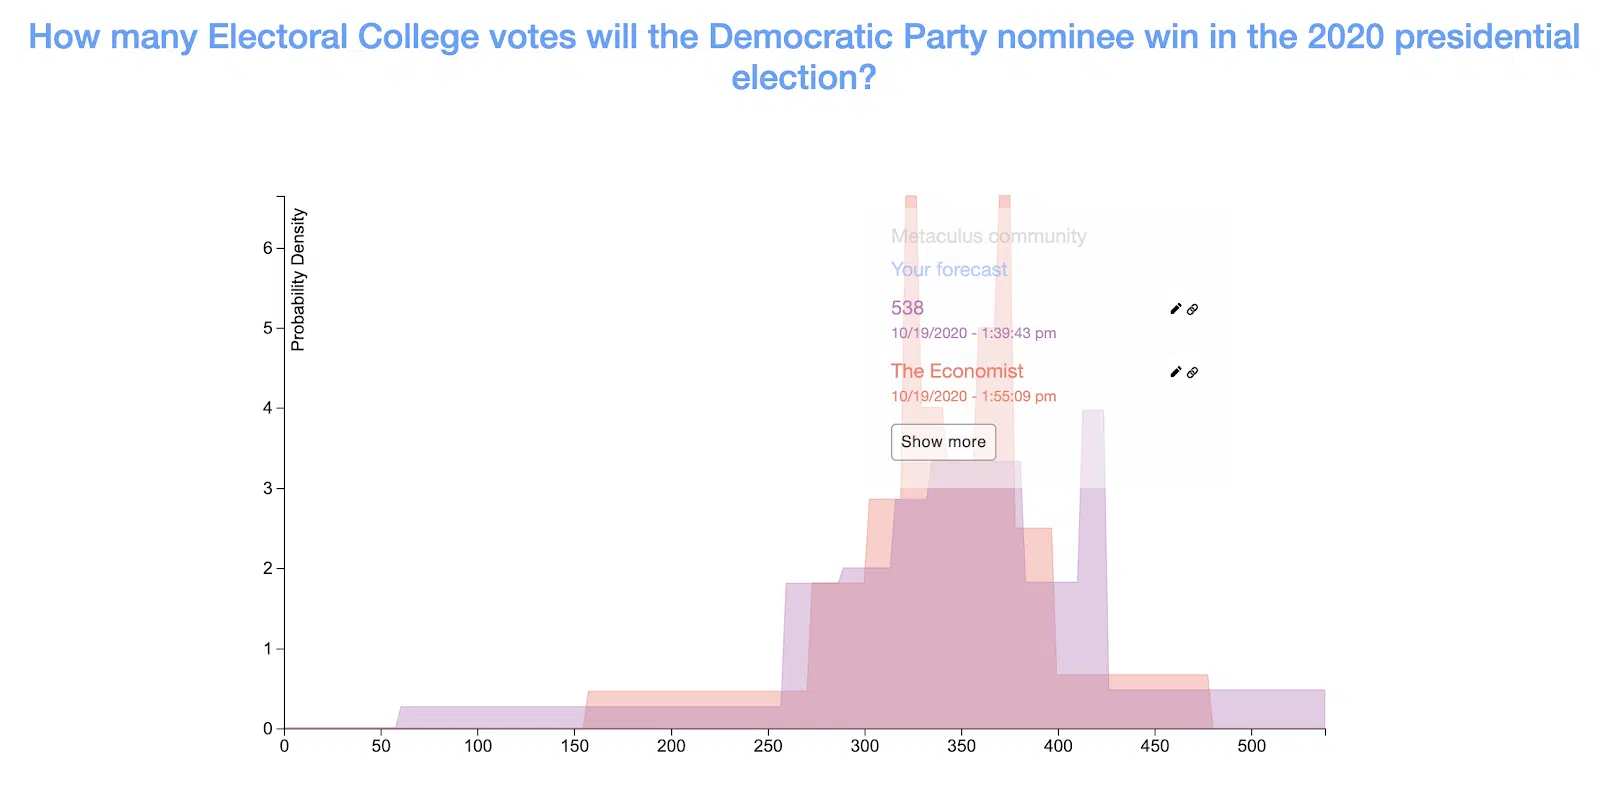 How many Electoral College votes will the Democratic Party nominee win in the 2020 presidential
election?
Probability Density
6
5
4
3
2
1
0
Metaculus community
Your forecast
538
10/19/2020 - 1:39:43 pm
The Economist
10/19/2020 - 1:55:09 pm
Show more
0 50 100 150 200 250 300 350 400 450 500